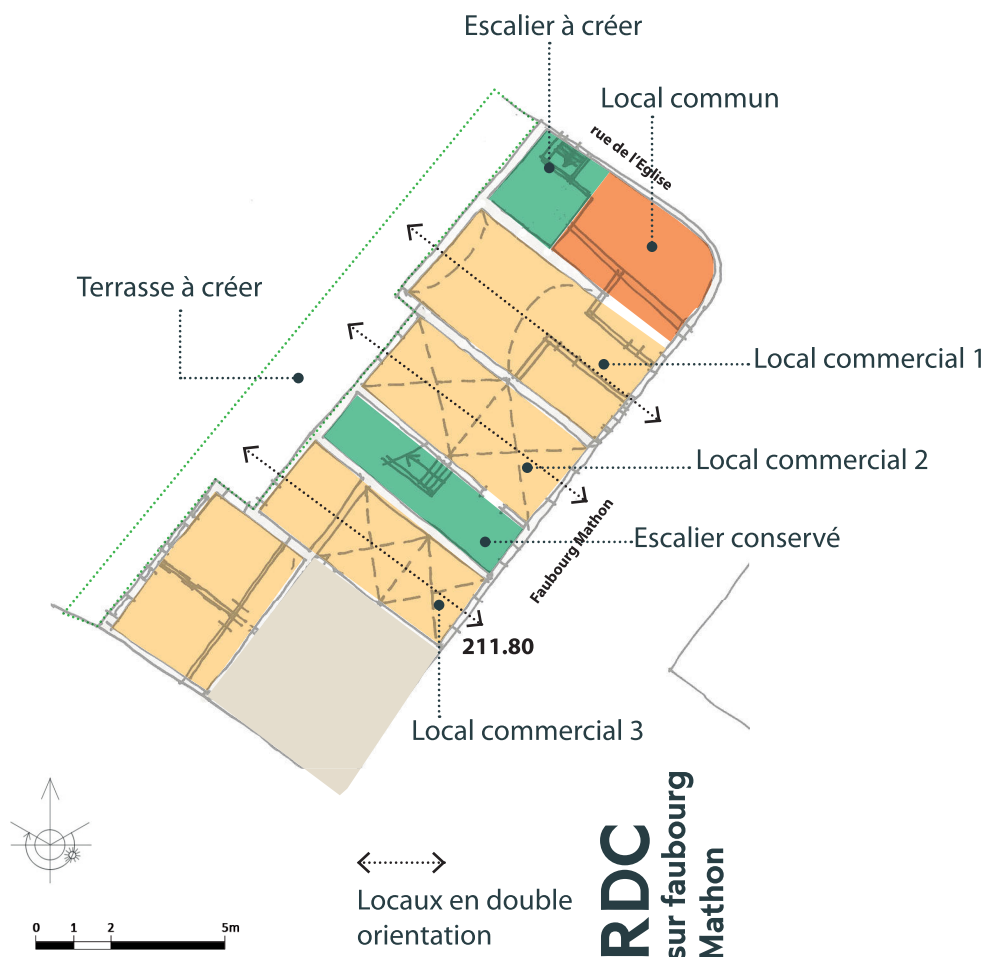 Escalier à créer
Local commun
rue de l'Eglise
Terrasse à créer
Local commercial 1
Local commercial 2
Faubourg Mathon
Escalier conservé
211.80
Local commercial 3
Locaux en double
orientation
RDC
sur faubourg
Mathon
0 1 2 5m